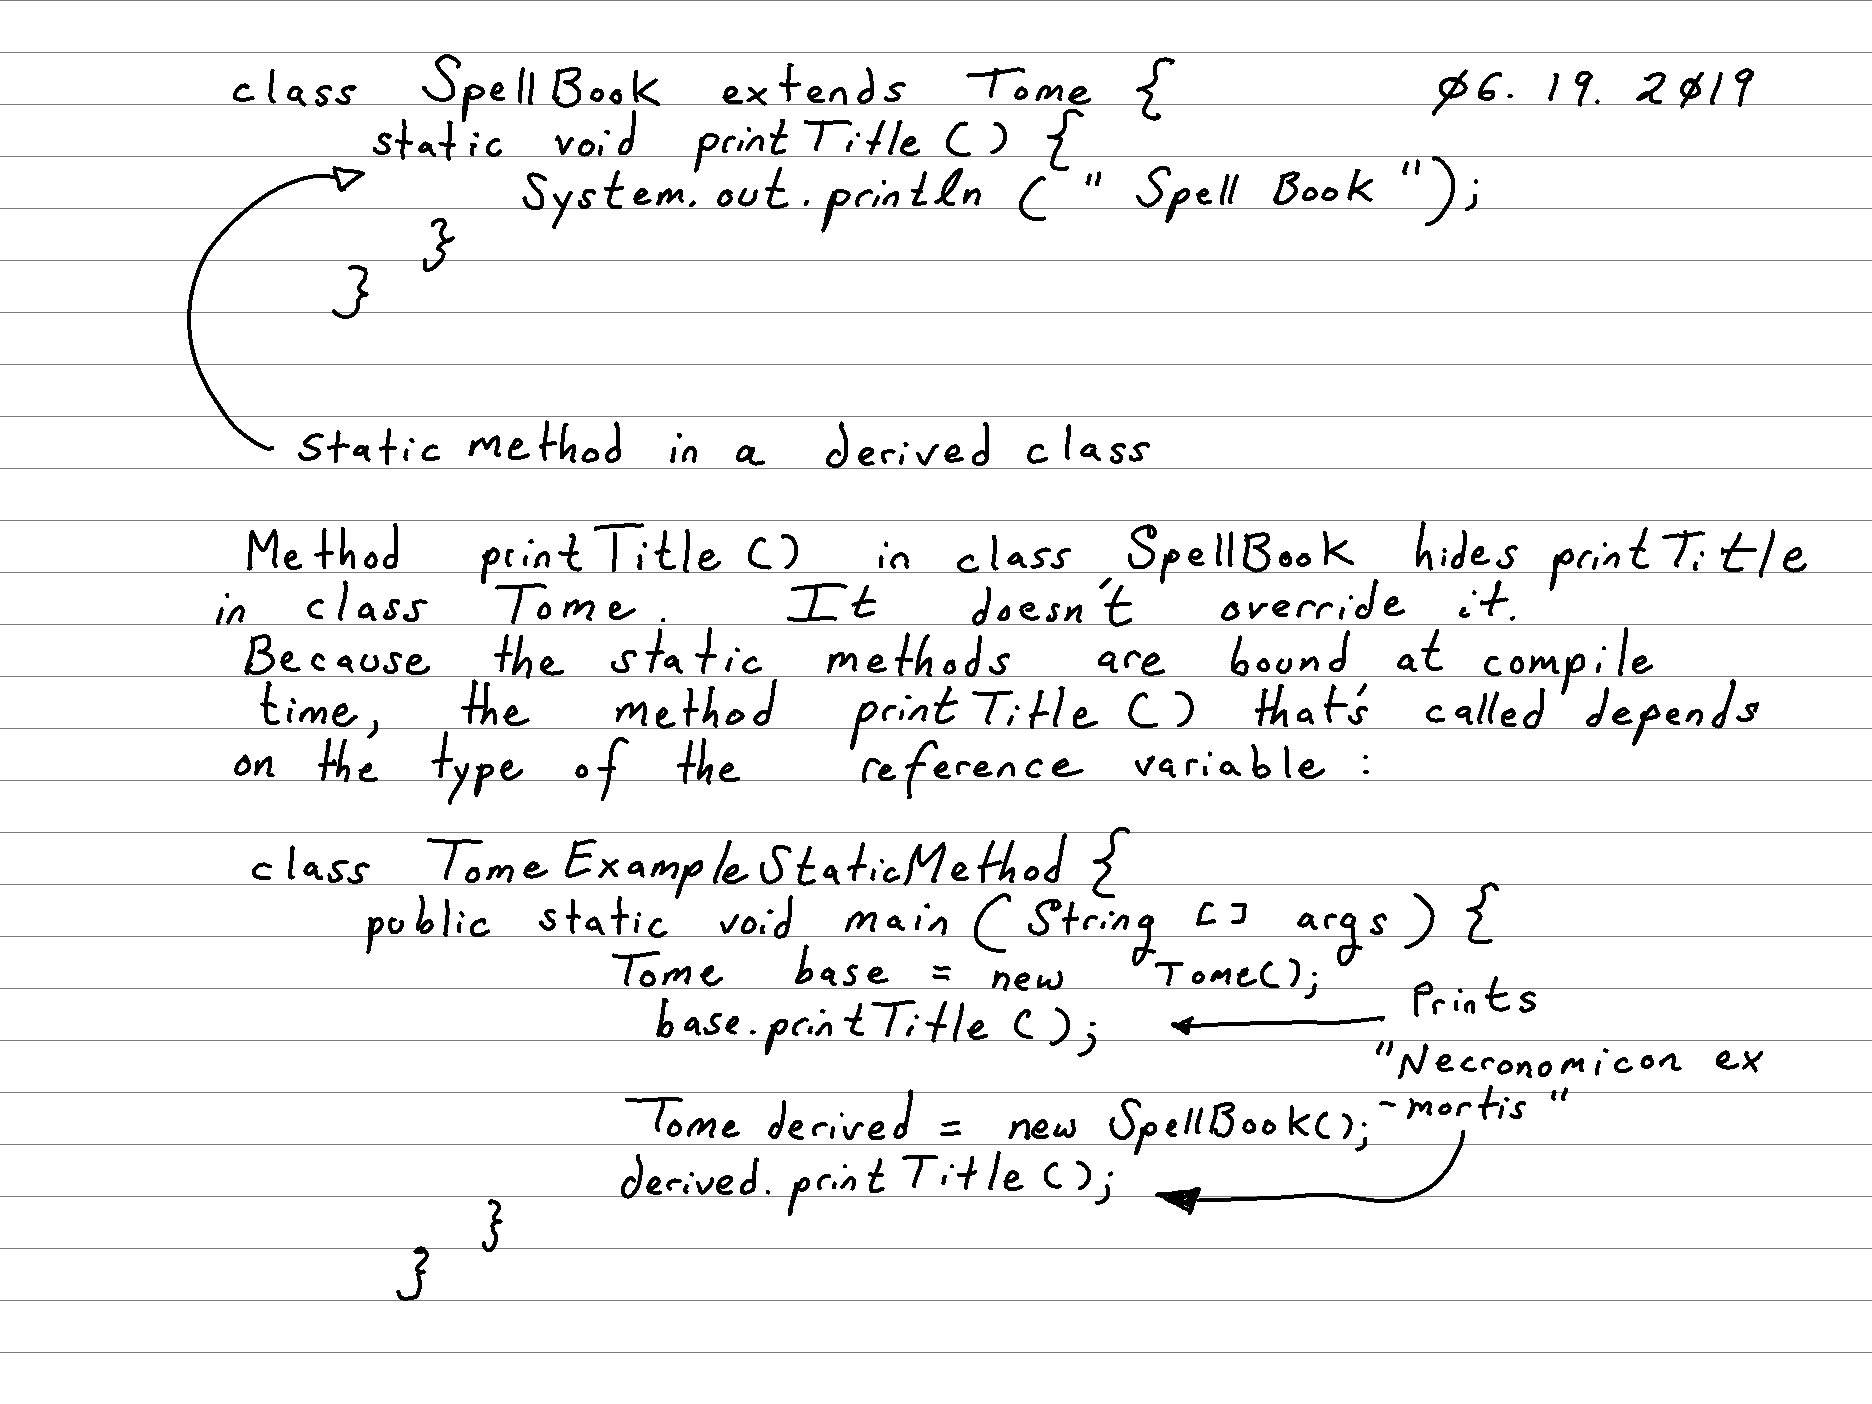 class SpellBook extends Tome { Ø6. 19. 2Ø19
static void printTitle () {
System.out.println (" Spell Book ");
}
}
static method in a derived class
Method printTitle () in class SpellBook hides printTitle
in class Tome. It doesn't override it.
Because the static methods are bound at compile
time, the method printTitle () that's called depends
on the type of the reference variable :
class TomeExampleStaticMethod {
public static void main (String [] args) {
Tome base = new Tome();
base.printTitle (); Prints
"Necronomicon ex
-mortis"
Tome derived = new SpellBook();
derived.printTitle ();
}
}